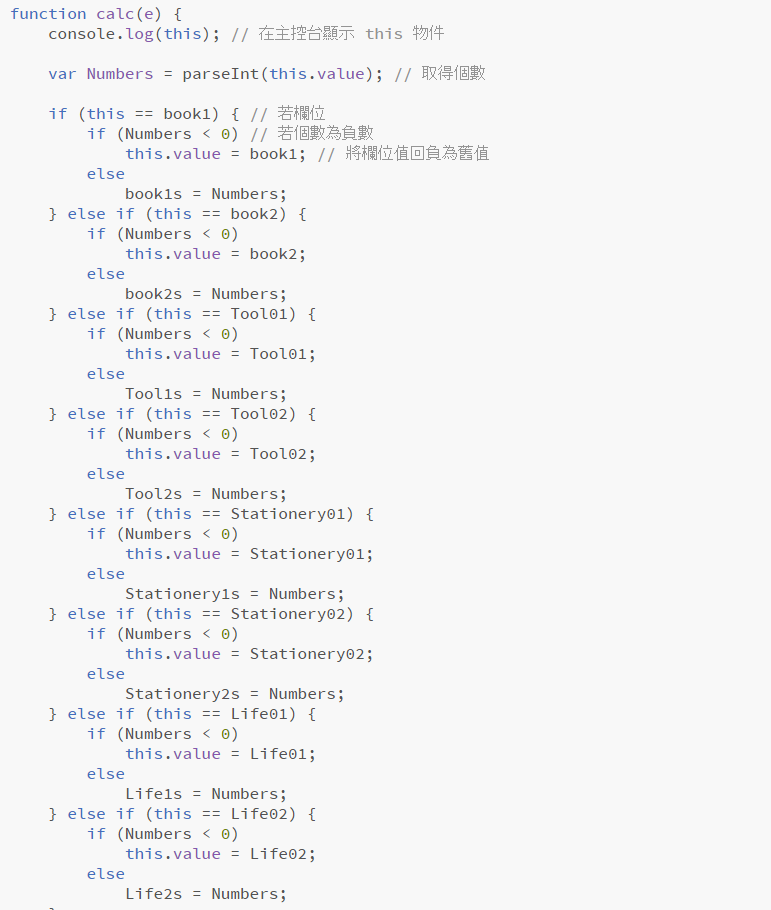 function calc(e) {
    console.log(this); // 在主控台顯示 this 物件

    var Numbers = parseInt(this.value); // 取得個數

    if (this == book1) { // 若欄位
        if (Numbers < 0) // 若個數為負數
            this.value = book1; // 將欄位值回負為舊值
        else
            book1s = Numbers;
    } else if (this == book2) {
        if (Numbers < 0)
            this.value = book2;
        else
            book2s = Numbers;
    } else if (this == Tool01) {
        if (Numbers < 0)
            this.value = Tool01;
        else
            Tool1s = Numbers;
    } else if (this == Tool02) {
        if (Numbers < 0)
            this.value = Tool02;
        else
            Tool2s = Numbers;
    } else if (this == Stationery01) {
        if (Numbers < 0)
            this.value = Stationery01;
        else
            Stationery1s = Numbers;
    } else if (this == Stationery02) {
        if (Numbers < 0)
            this.value = Stationery02;
        else
            Stationery2s = Numbers;
    } else if (this == Life01) {
        if (Numbers < 0)
            this.value = Life01;
        else
            Life1s = Numbers;
    } else if (this == Life02) {
        if (Numbers < 0)
            this.value = Life02;
        else
            Life2s = Numbers;